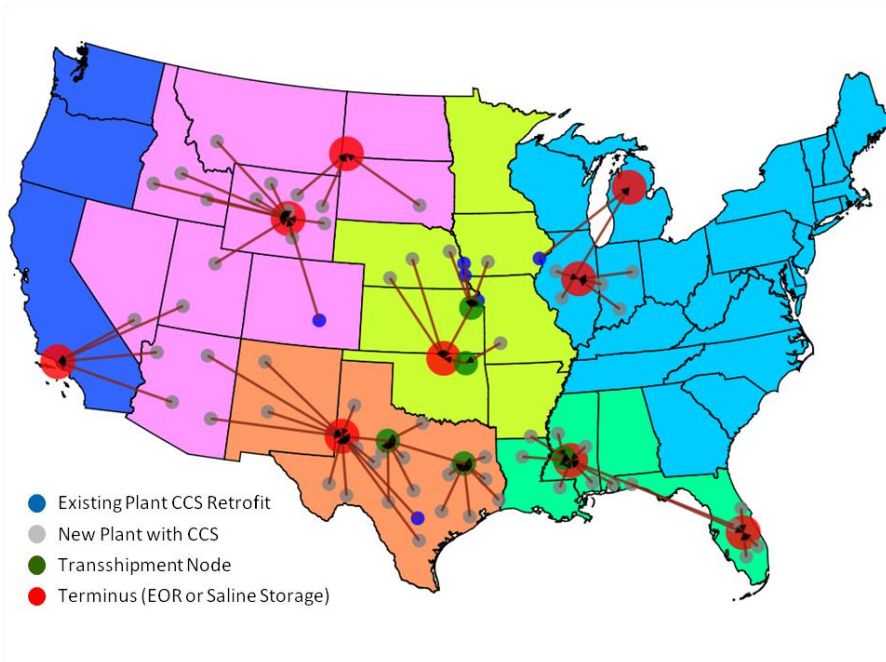 Existing Plant CCS Retrofit
New Plant with CCS
Transshipment Node
Terminus (EOR or Saline Storage)